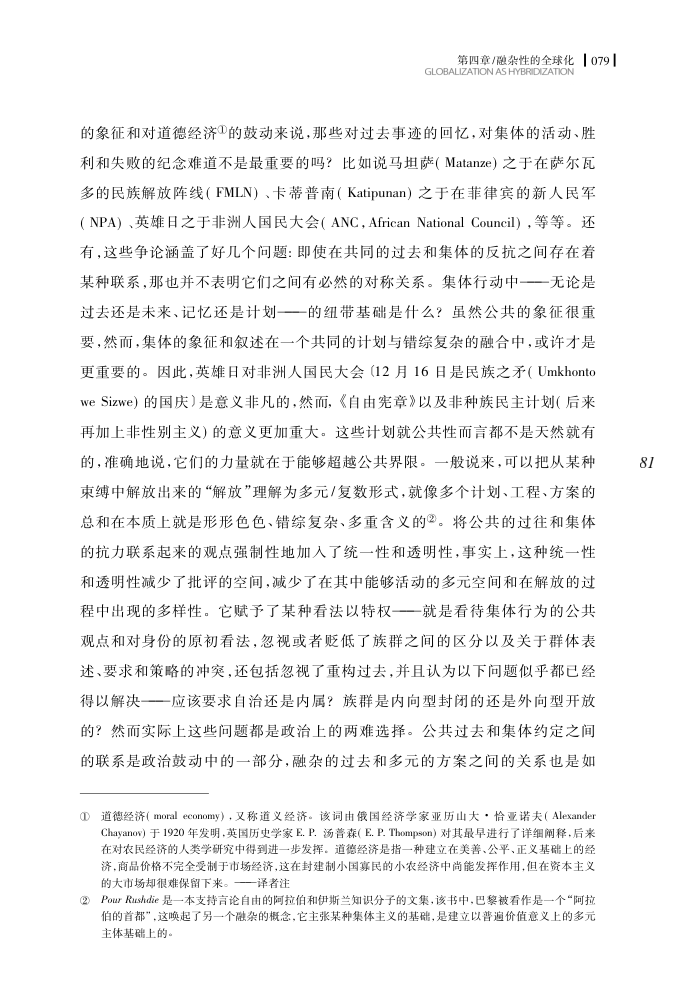 第四章/融杂性的全球化 079
GLOBALIZATION AS HYBRIDIZATION
的象征和对道德经济①的鼓动来说,那些对过去事迹的回忆,对集体的活动、胜
利和失败的纪念难道不是最重要的吗? 比如说马坦萨( Matanze) 之于在萨尔瓦
多的民族解放阵线( FMLN) 、卡蒂普南( Katipunan) 之于在菲律宾的新人民军
( NPA) 、英雄日之于非洲人国民大会( ANC, African National Council) ,等等。还
有,这些争论涵盖了好几个问题: 即使在共同的过去和集体的反抗之间存在着
某种联系,那也并不表明它们之间有必然的对称关系。集体行动中——无论是
过去还是未来、记忆还是计划——的纽带基础是什么? 虽然公共的象征很重
要,然而,集体的象征和叙述在一个共同的计划与错综复杂的融合中,或许才是
更重要的。因此,英雄日对非洲人国民大会〔12 月 16 日是民族之矛( Umkhonto
we Sizwe) 的国庆〕是意义非凡的,然而,《自由宪章》以及非种族民主计划( 后来
再加上非性别主义) 的意义更加重大。这些计划就公共性而言都不是天然就有
的,准确地说,它们的力量就在于能够超越公共界限。一般说来,可以把从某种
81
束缚中解放出来的“解放”理解为多元/复数形式,就像多个计划、工程、方案的
总和在本质上就是形形色色、错综复杂、多重含义的②。将公共的过往和集体
的抗力联系起来的观点强制性地加入了统一性和透明性,事实上,这种统一性
和透明性减少了批评的空间,减少了在其中能够活动的多元空间和在解放的过
程中出现的多样性。它赋予了某种看法以特权——就是看待集体行为的公共
观点和对身份的原初看法,忽视或者贬低了族群之间的区分以及关于群体表
述、要求和策略的冲突,还包括忽视了重构过去,并且认为以下问题似乎都已经
得以解决——应该要求自治还是内属? 族群是内向型封闭的还是外向型开放
的? 然而实际上这些问题都是政治上的两难选择。公共过去和集体约定之间
的联系是政治鼓动中的一部分,融杂的过去和多元的方案之间的关系也是如
① 道德经济( moral economy) ,又称道义经济。该词由俄国经济学家亚历山大·恰亚诺夫( Alexander
Chayanov) 于 1920 年发明,英国历史学家 E. P. 汤普森( E. P. Thompson) 对其最早进行了详细阐释,后来
在对农民经济的人类学研究中得到进一步发挥。道德经济是指一种建立在美善、公平、正义基础上的经
济,商品价格不完全受制于市场经济,这在封建制小国寡民的小农经济中尚能发挥作用,但在资本主义
的大市场却很难保留下来。——译者注
② Pour Rushdie 是一本支持言论自由的阿拉伯和伊斯兰知识分子的文集,该书中,巴黎被看作是一个“阿拉
伯的首都”,这唤起了另一个融杂的概念,它主张某种集体主义的基础,是建立以普遍价值意义上的多元
主体基础上的。